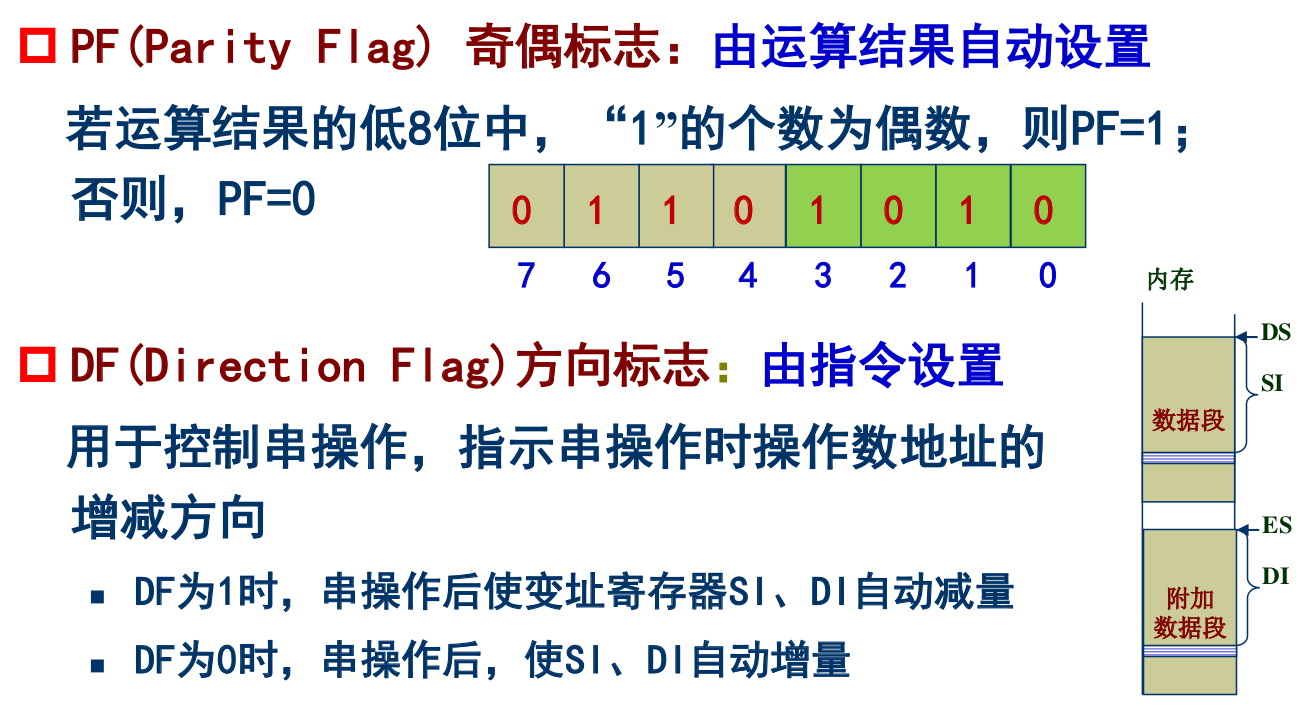 PF(Parity Flag) 奇偶标志：由运算结果自动设置
若运算结果的低8位中，“1”的个数为偶数，则PF=1；
否则，PF=0
0 1 1 0 1 0 1 0
7 6 5 4 3 2 1 0
内存
DS
SI
数据段
ES
DI
附加
数据段
DF(Direction Flag)方向标志：由指令设置
用于控制串操作，指示串操作时操作数地址的
增减方向
DF为1时，串操作后使变址寄存器SI、DI自动减量
DF为0时，串操作后，使SI、DI自动增量